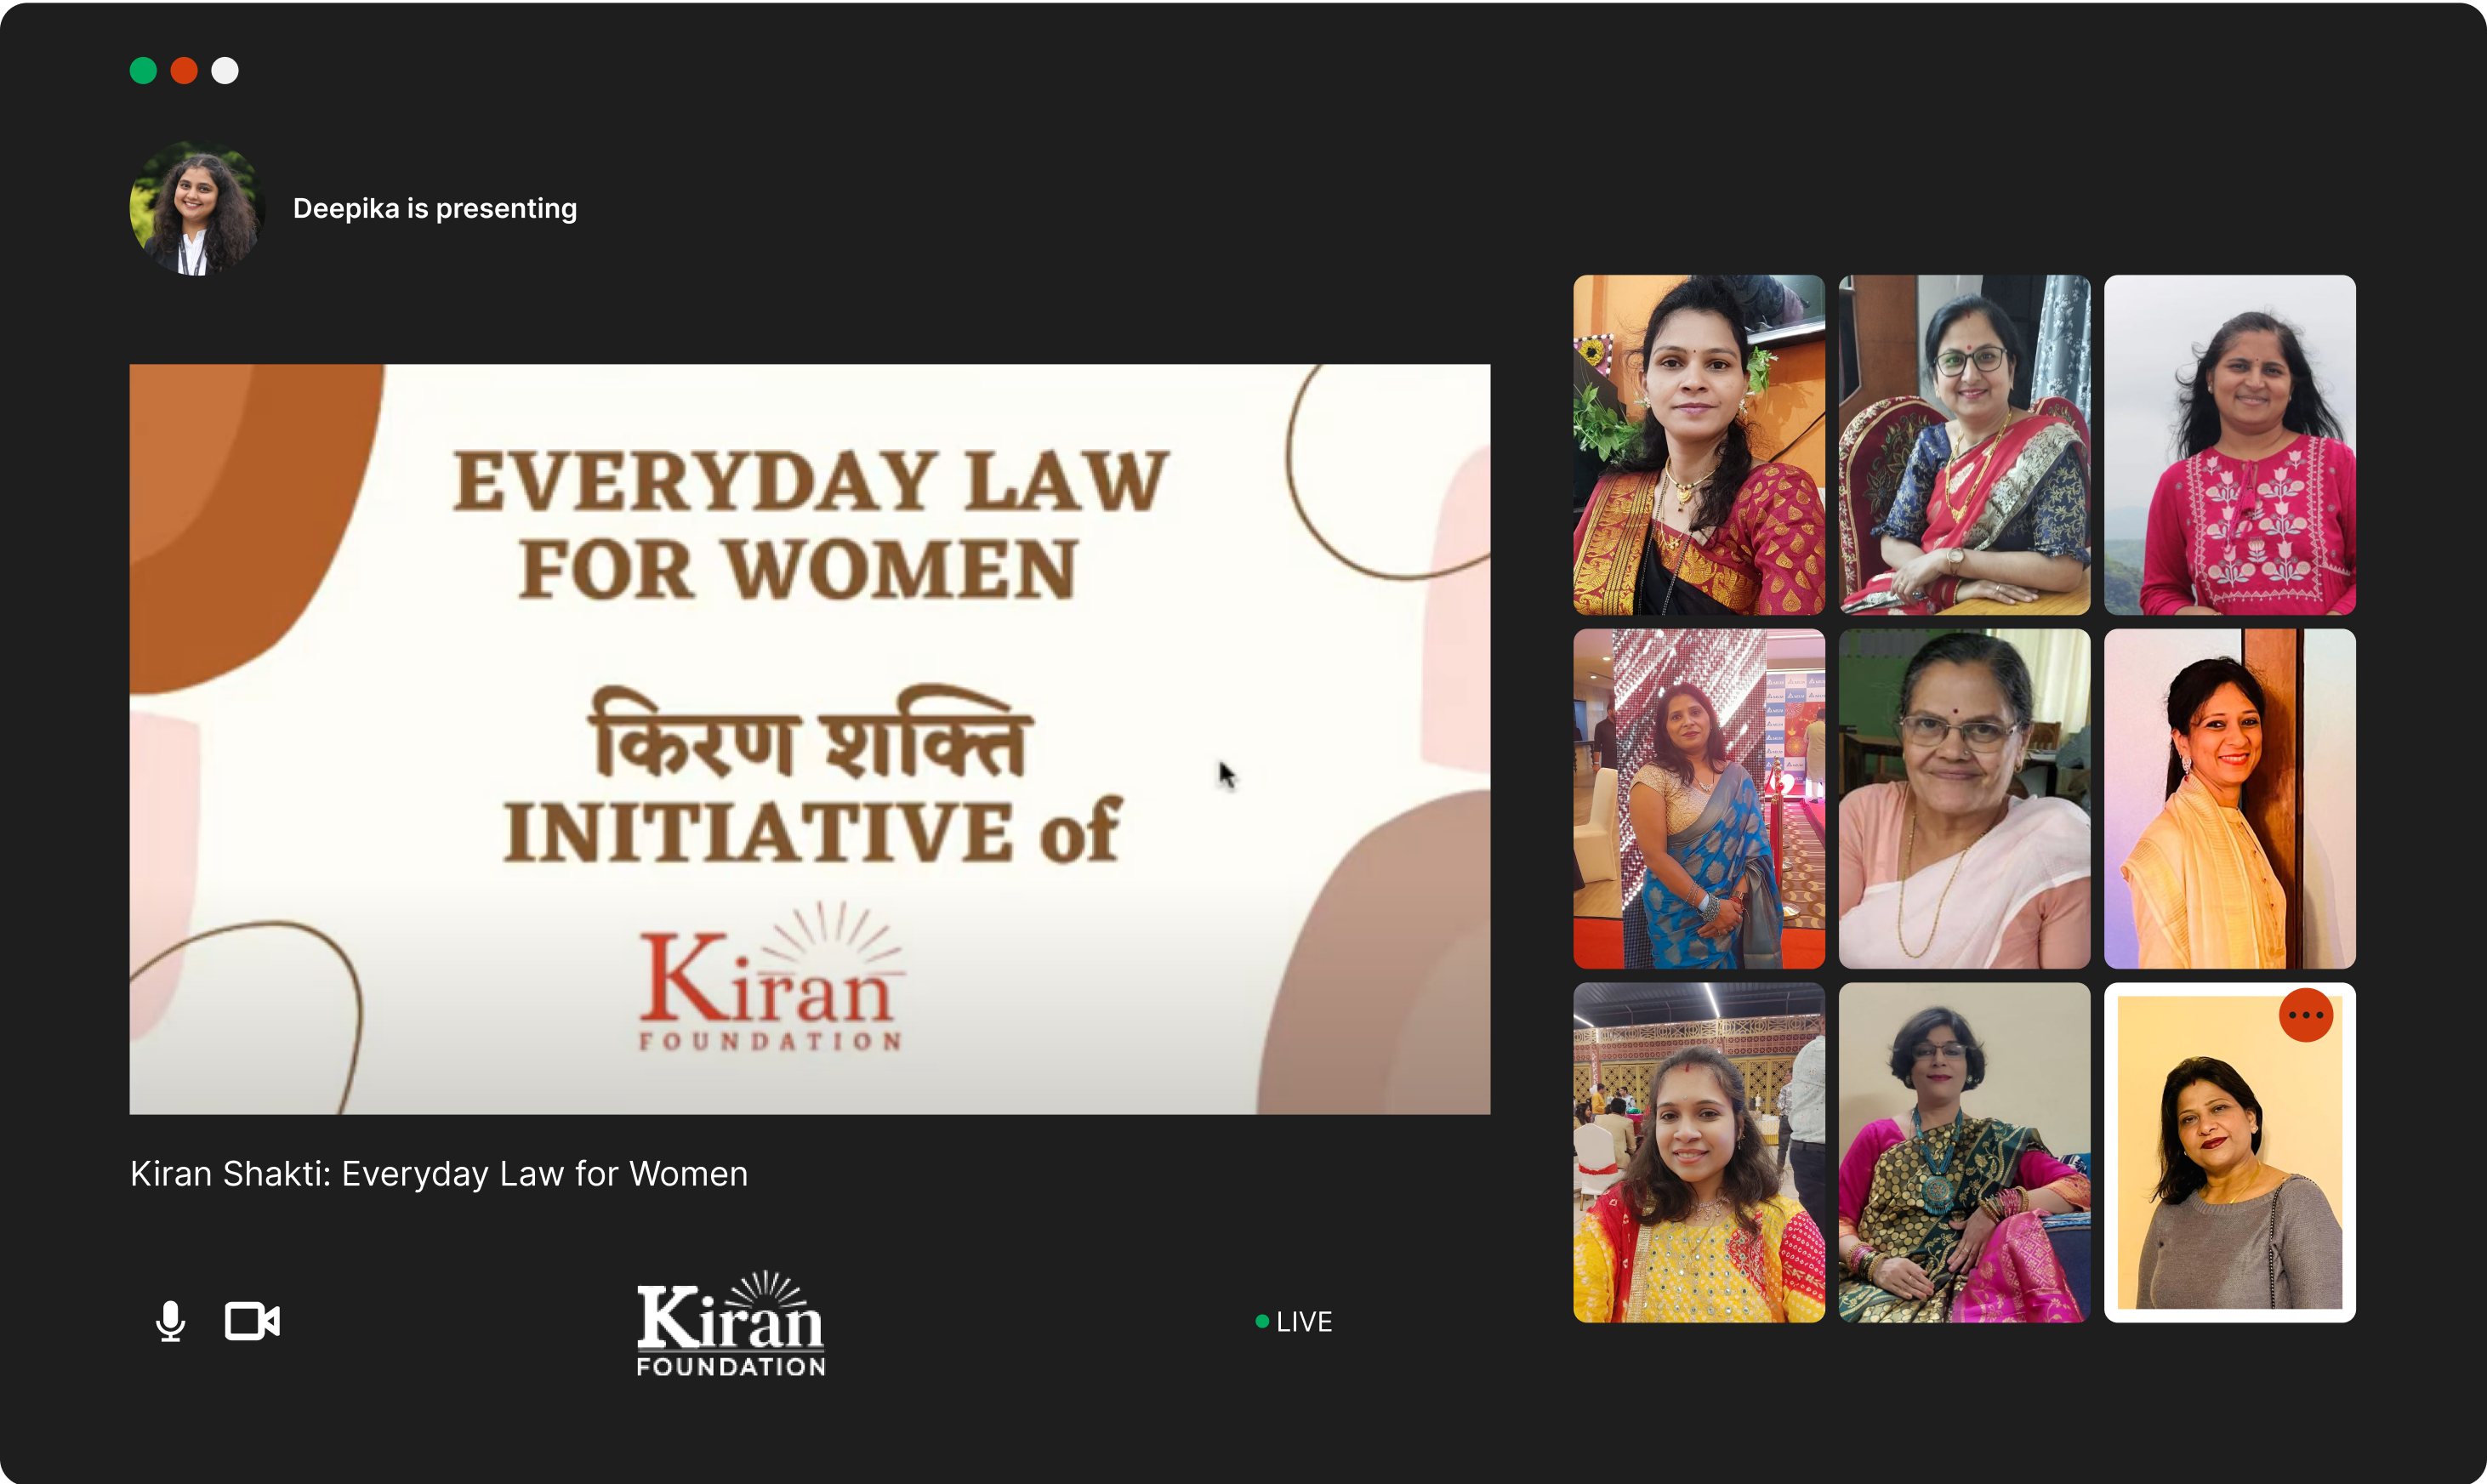 Deepika is presenting
EVERYDAY LAW
FOR WOMEN
किरण शक्ति
INITIATIVE of
Kiran
FOUNDATION
Kiran Shakti: Everyday Law for Women
Kiran
FOUNDATION
LIVE